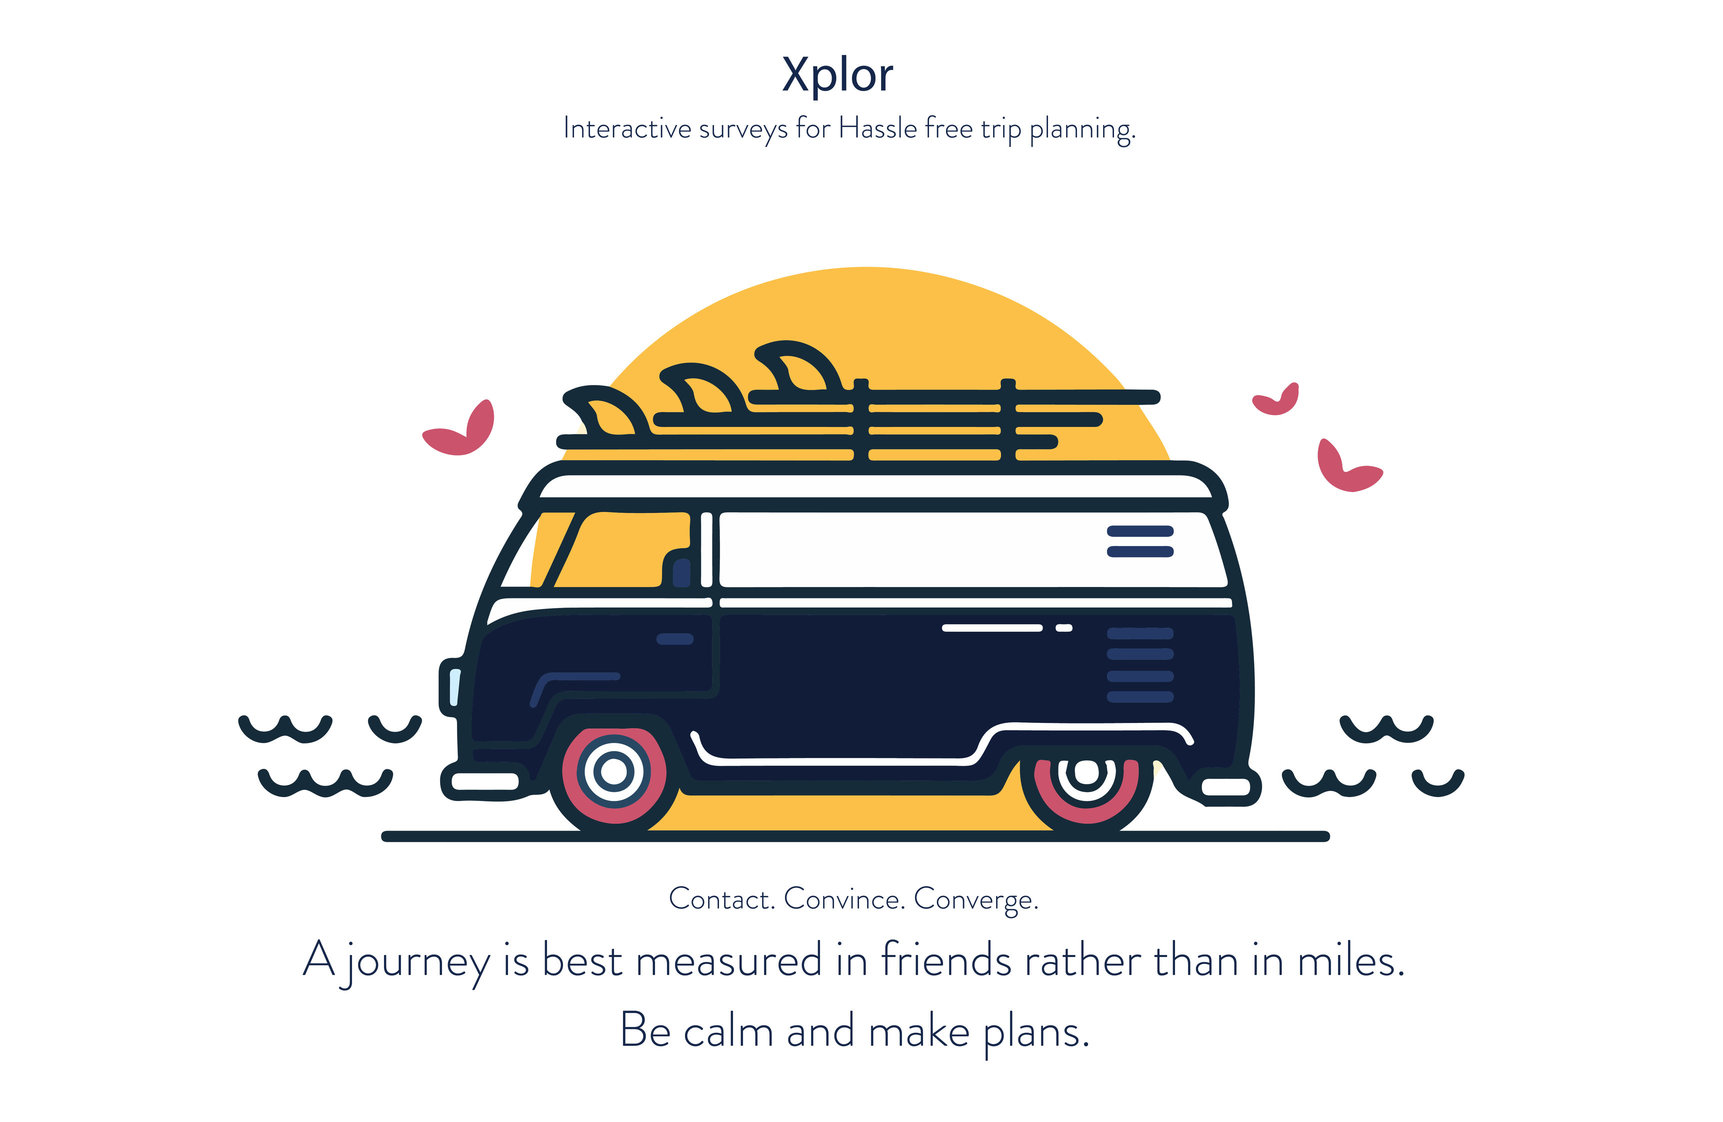 Xplor
Interactive surveys for Hassle free trip planning.
Contact. Convince. Converge.
A journey is best measured in friends rather than in miles.
Be calm and make plans.